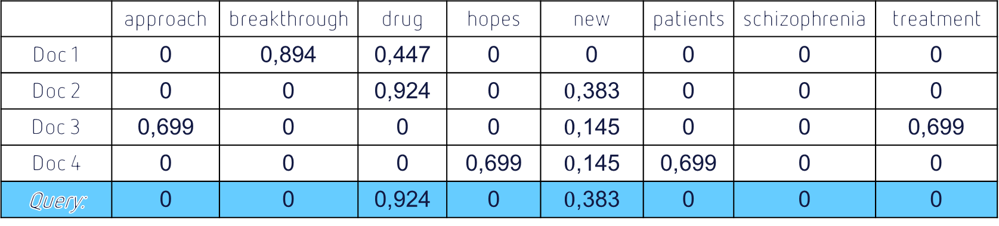 approach breakthrough drug hopes new patients schizophrenia treatment
Doc 1 0 0,894 0,447 0 0 0 0 0
Doc 2 0 0 0,924 0 0,383 0 0 0
Doc 3 0,699 0 0 0 0,145 0 0 0,699
Doc 4 0 0 0 0,699 0,145 0,699 0 0
Query: 0 0 0,924 0 0,383 0 0 0